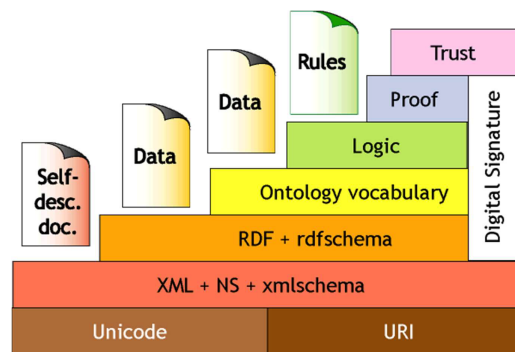 Trust
Rules
Proof
Data
Logic
Data
Digital Signature
Self-
desc.
doc.
Ontology vocabulary
RDF + rdfschema
XML + NS + xmlschema
Unicode
URI